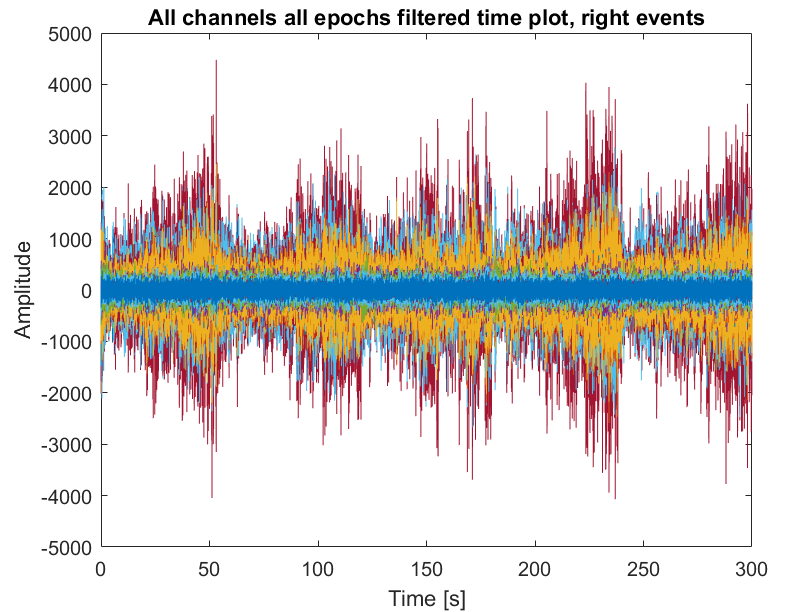 All channels all epochs filtered time plot, right events
5000
4000
3000
2000
1000
0
-1000
-2000
-3000
-4000
-5000
Amplitude
0 50 100 150 200 250 300
Time [s]